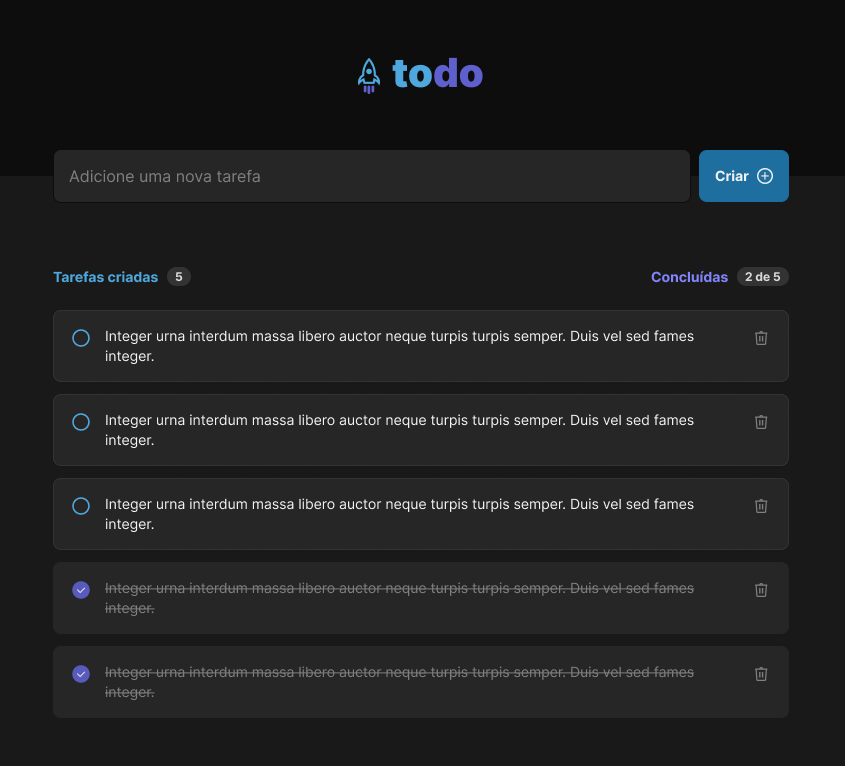 todo
Adicione uma nova tarefa
Criar
Tarefas criadas 5
Concluídas 2 de 5
Integer urna interdum massa libero auctor neque turpis turpis semper. Duis vel sed fames
integer.
Integer urna interdum massa libero auctor neque turpis turpis semper. Duis vel sed fames
integer.
Integer urna interdum massa libero auctor neque turpis turpis semper. Duis vel sed fames
integer.
Integer urna interdum massa libero auctor neque turpis turpis semper. Duis vel sed fames
integer.
Integer urna interdum massa libero auctor neque turpis turpis semper. Duis vel sed fames
integer.